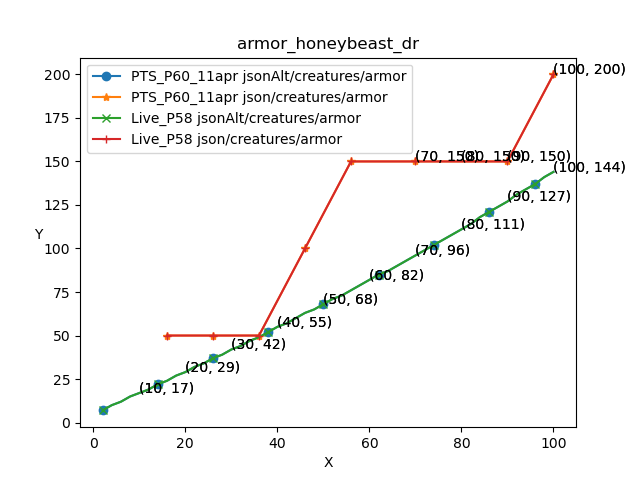 armor_honeybeast_dr
PTS_P60_11apr jsonAlt/creatures/armor
PTS_P60_11apr json/creatures/armor
Live_P58 jsonAlt/creatures/armor
Live_P58 json/creatures/armor
(100, 200)
(70, 150) (80, 150) (90, 150)
(100, 144)
(90, 127)
(80, 111)
(70, 96)
(60, 82)
(50, 68)
(40, 55)
(30, 42)
(20, 29)
(10, 17)
200
175
150
125
100
75
50
25
0
Y
0 20 40 60 80 100
X